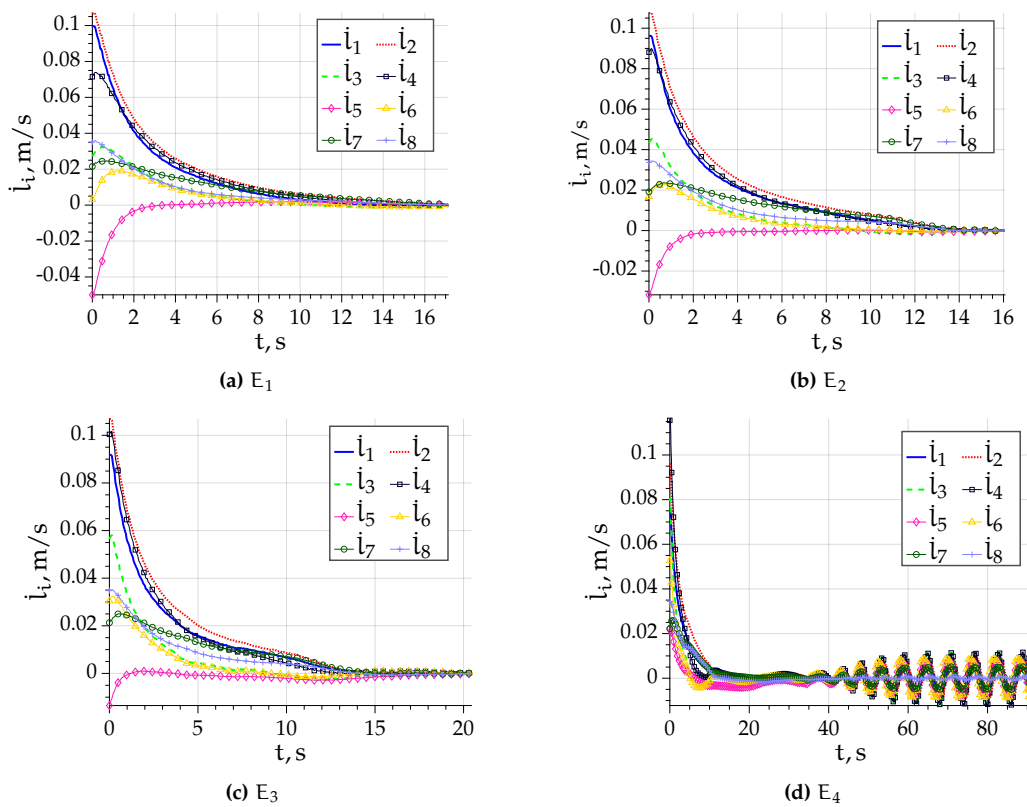 0.1
0.08
0.06
0.04
0.02
0
-0.02
-0.04
l̇ᵢ, m/s
l̇₁ l̇₂
l̇₃ l̇₄
l̇₅ l̇₆
l̇₇ l̇₈
0 2 4 6 8 10 12 14 16
t, s
(a) E₁
0.1
0.08
0.06
0.04
0.02
0
-0.02
l̇ᵢ, m/s
l̇₁ l̇₂
l̇₃ l̇₄
l̇₅ l̇₆
l̇₇ l̇₈
0 2 4 6 8 10 12 14 16
t, s
(b) E₂
0.1
0.08
0.06
0.04
0.02
0
l̇ᵢ, m/s
l̇₁ l̇₂
l̇₃ l̇₄
l̇₅ l̇₆
l̇₇ l̇₈
0 5 10 15 20
t, s
(c) E₃
0.1
0.08
0.06
0.04
0.02
0
l̇ᵢ, m/s
l̇₁ l̇₂
l̇₃ l̇₄
l̇₅ l̇₆
l̇₇ l̇₈
0 20 40 60 80
t, s
(d) E₄